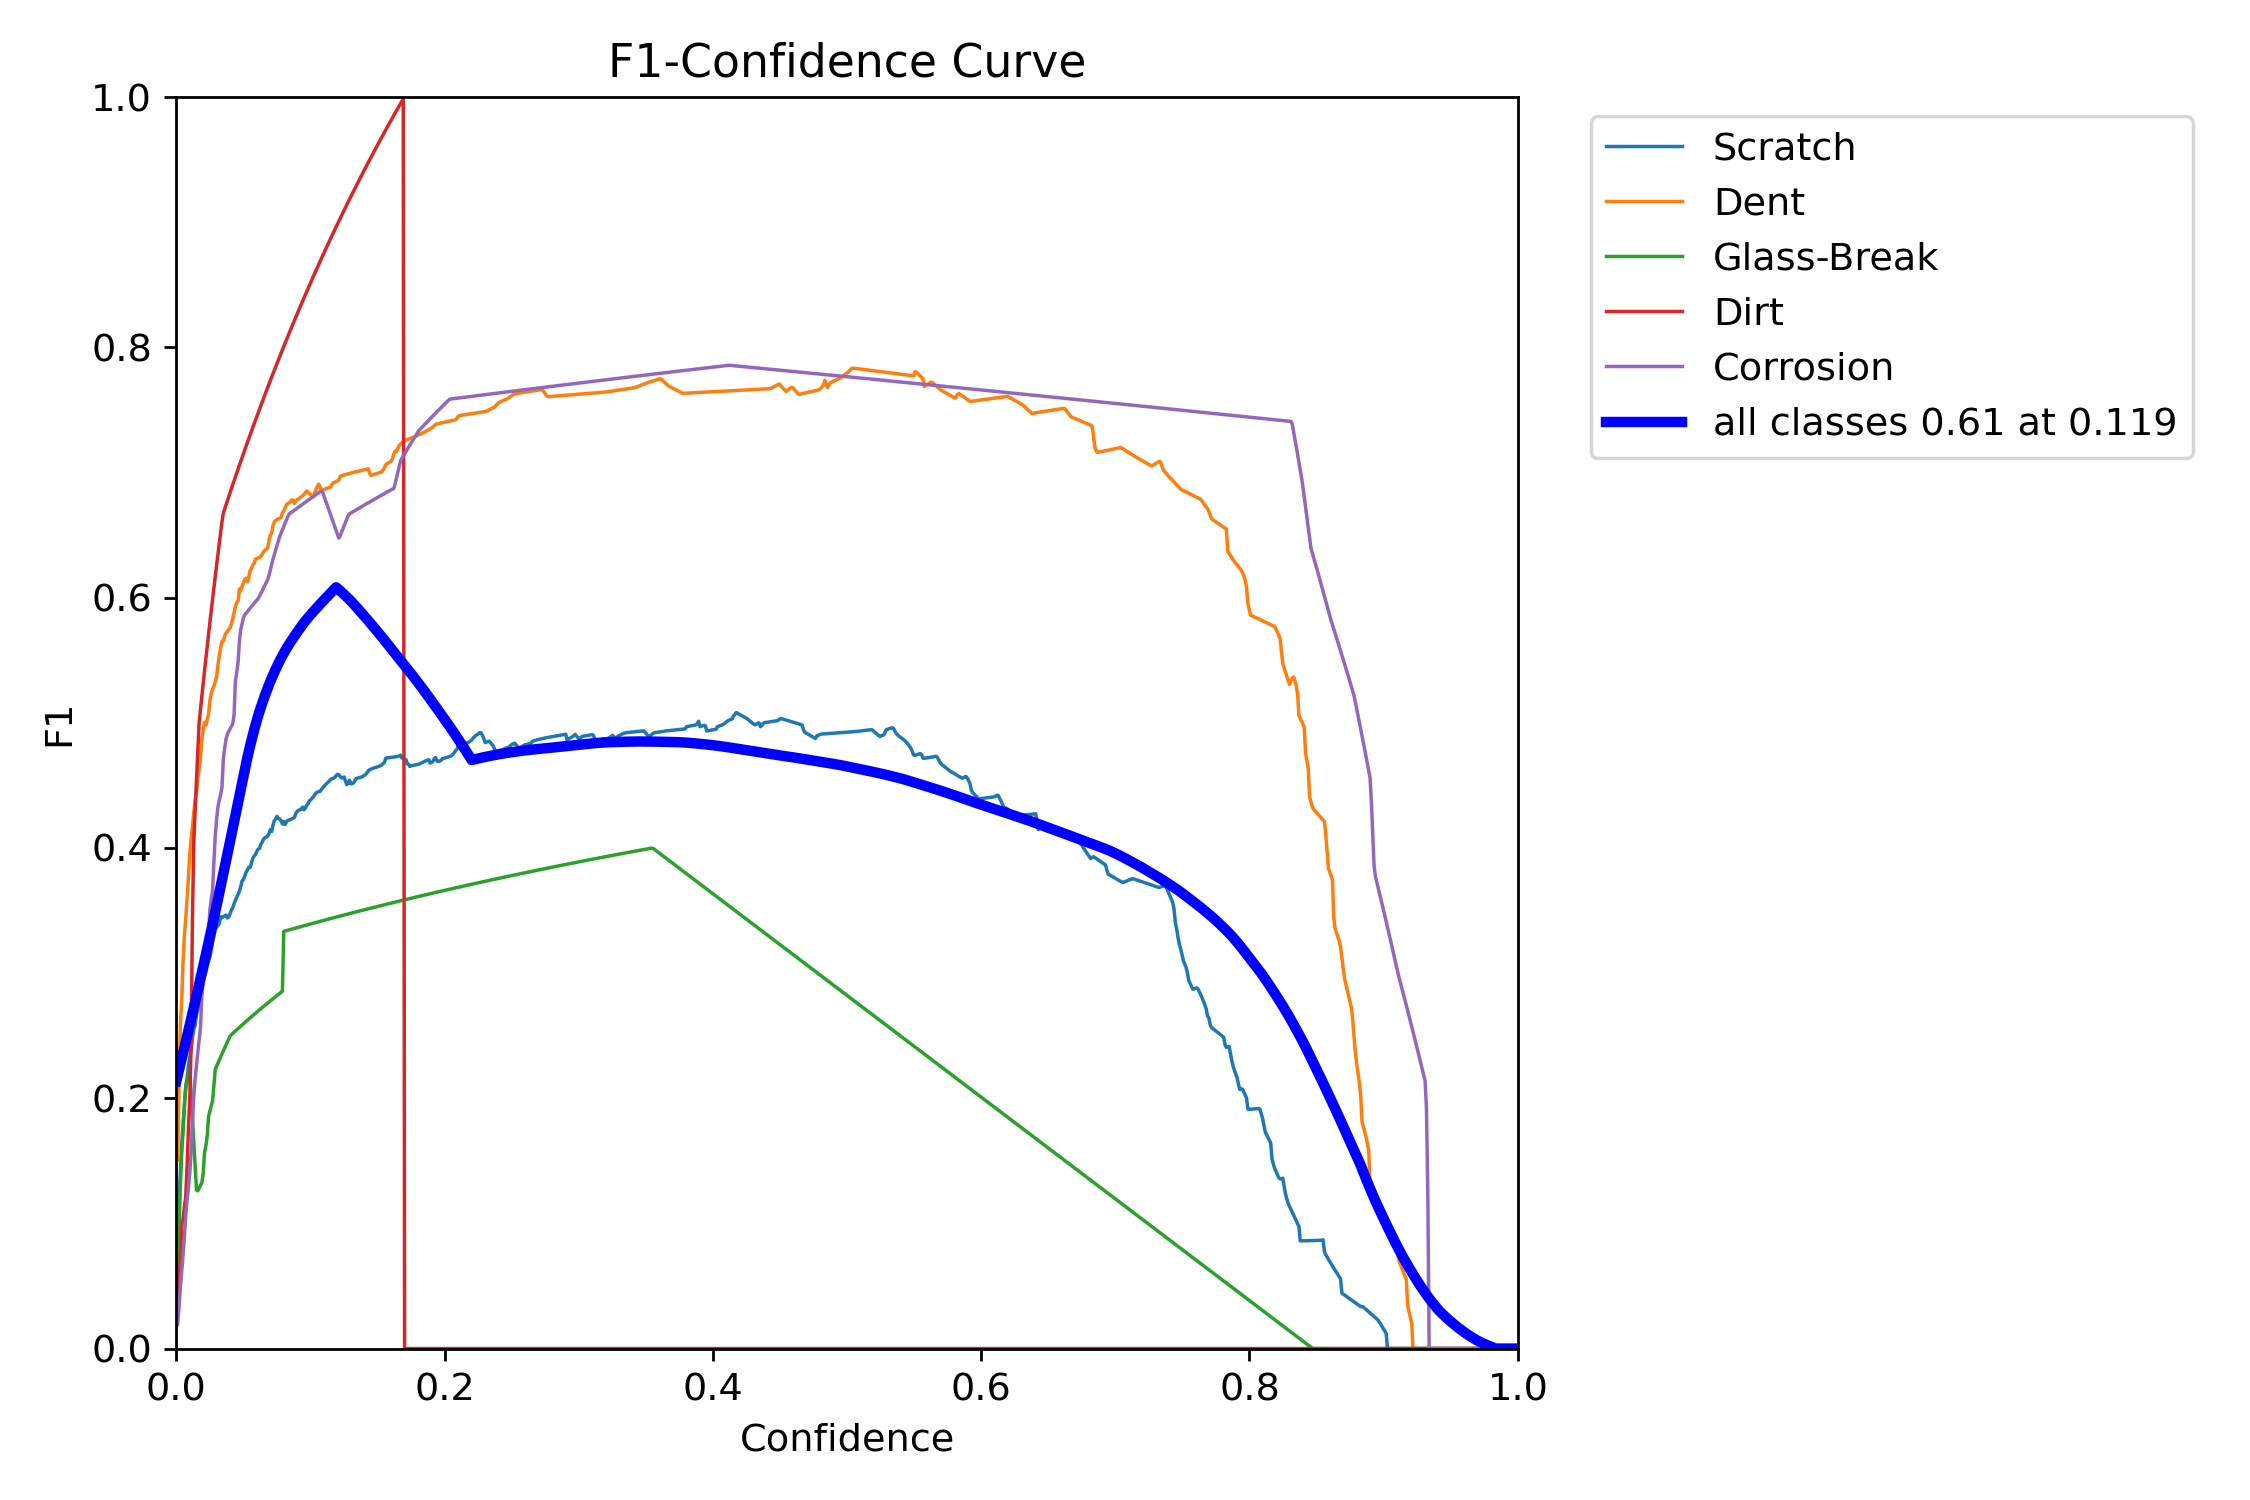 F1-Confidence Curve
1.0
0.8
0.6
0.4
0.2
0.0
F1
0.0 0.2 0.4 0.6 0.8 1.0
Confidence
Scratch
Dent
Glass-Break
Dirt
Corrosion
all classes 0.61 at 0.119